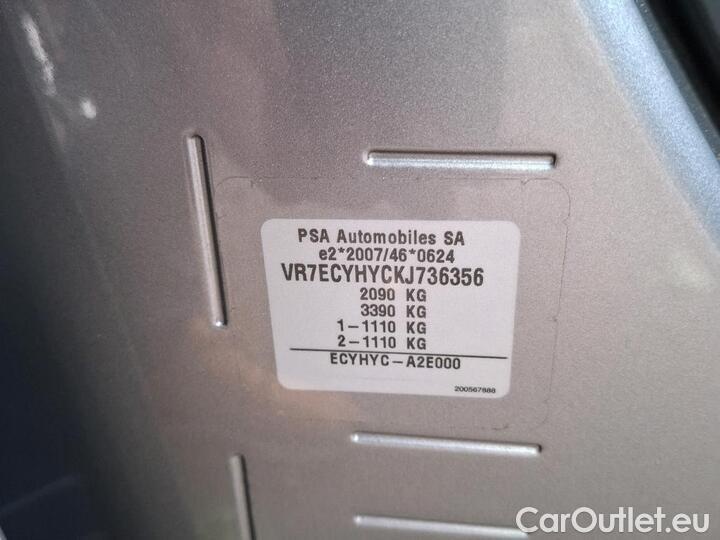 PSA Automobiles SA
e2*2007/46*0624
VR7ECYHYCKJ736356
2090 KG
3390 KG
1-1110 KG
2-1110 KG
ECYHYC-A2E000
200567888
CarOutlet.eu